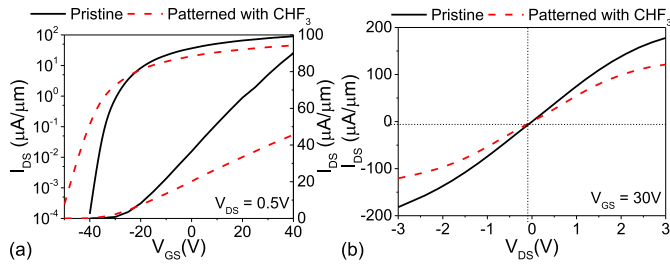 Pristine Patterned with CHF3
10^2
10^1
10^0
10^-1
10^-2
10^-3
10^-4
I_DS (µA/µm)
100
80
60
40
20
0
I_DS (µA/µm)
V_DS = 0.5V
-40 -20 0 20 40
V_GS(V)
(a)
Pristine Patterned with CHF3
200
100
0
-100
-200
I_DS (µA/µm)
V_GS = 30V
-3 -2 -1 0 1 2 3
V_DS(V)
(b)